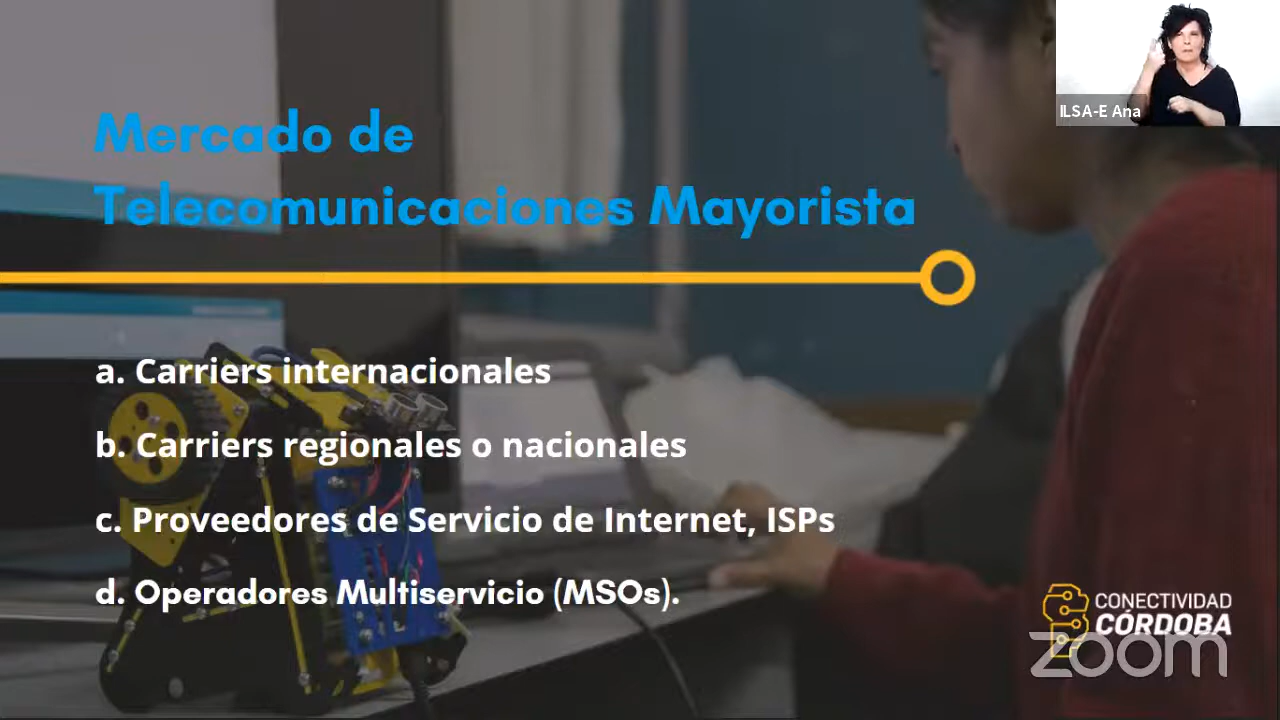 ILSA-E Ana
Mercado de
Telecomunicaciones Mayorista
a. Carriers internacionales
b. Carriers regionales o nacionales
c. Proveedores de Servicio de Internet, ISPs
d. Operadores Multiservicio (MSOs).
CONECTIVIDAD
CÓRDOBA
zoom